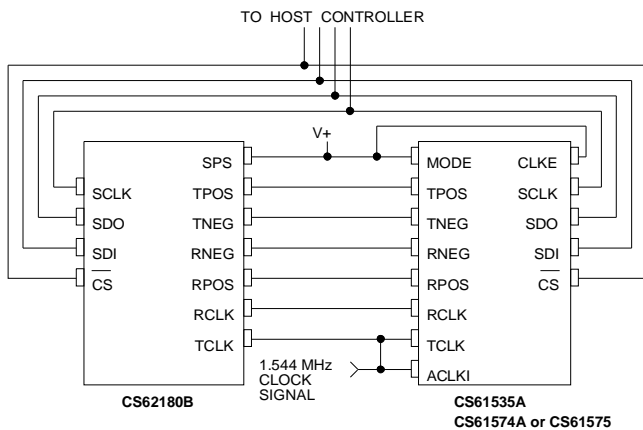 TO HOST CONTROLLER
V+
SPS
MODE
CLKE
SCLK
TPOS
TPOS
SCLK
SDO
TNEG
TNEG
SDO
SDI
RNEG
RNEG
SDI
CS
RPOS
RPOS
CS
RCLK
RCLK
TCLK
TCLK
1.544 MHz
CLOCK
SIGNAL
ACLKI
CS62180B
CS61535A
CS61574A or CS61575